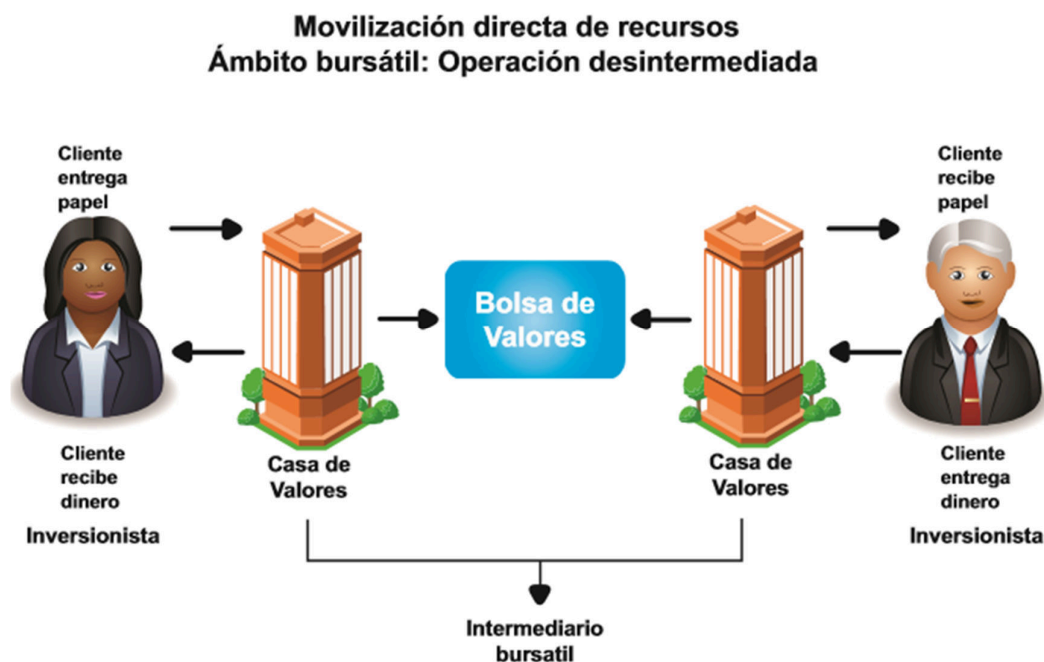 Movilización directa de recursos
Ámbito bursátil: Operación desintermediada
Cliente
entrega
papel
Cliente
recibe
papel
Bolsa de
Valores
Cliente
recibe
dinero
Inversionista
Casa de
Valores
Casa de
Valores
Cliente
entrega
dinero
Inversionista
Intermediario
bursatil